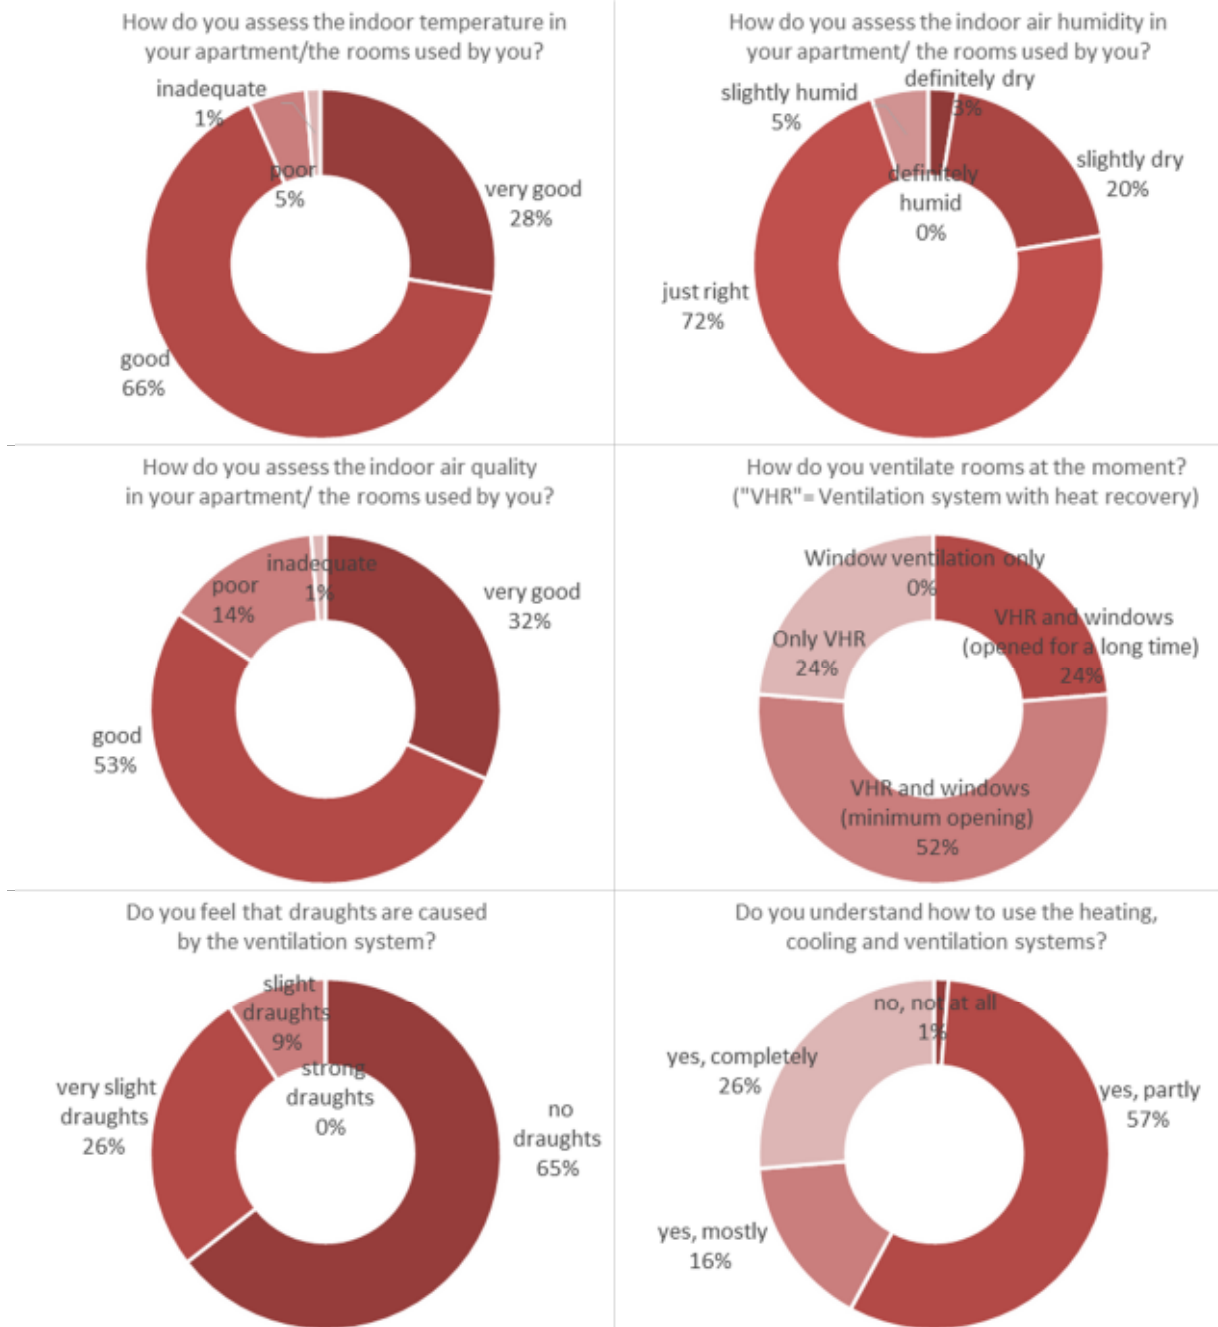 How do you assess the indoor temperature in
your apartment/the rooms used by you?
inadequate
1%
poor
5%
very good
28%
good
66%
How do you assess the indoor air humidity in
your apartment/ the rooms used by you?
definitely dry
3%
slightly humid
5%
slightly dry
20%
definitely
humid
0%
just right
72%
How do you assess the indoor air quality
in your apartment/ the rooms used by you?
inadequate
1%
poor
14%
very good
32%
good
53%
How do you ventilate rooms at the moment?
("VHR"= Ventilation system with heat recovery)
Window ventilation only
0%
VHR and windows
(opened for a long time)
24%
Only VHR
24%
VHR and windows
(minimum opening)
52%
Do you feel that draughts are caused
by the ventilation system?
slight
draughts
9%
strong
draughts
0%
very slight
draughts
26%
no
draughts
65%
Do you understand how to use the heating,
cooling and ventilation systems?
no, not at all
1%
yes, completely
26%
yes, partly
57%
yes, mostly
16%